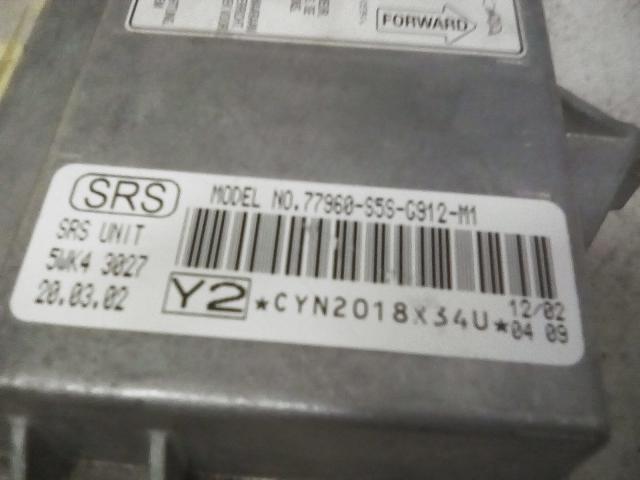 FORWARD
SRS
MODEL NO.77960-S5S-G912-M1
SRS UNIT
5WK4 3027
20.03.02
Y2
*CYN2018X34U*
12/02
04 09